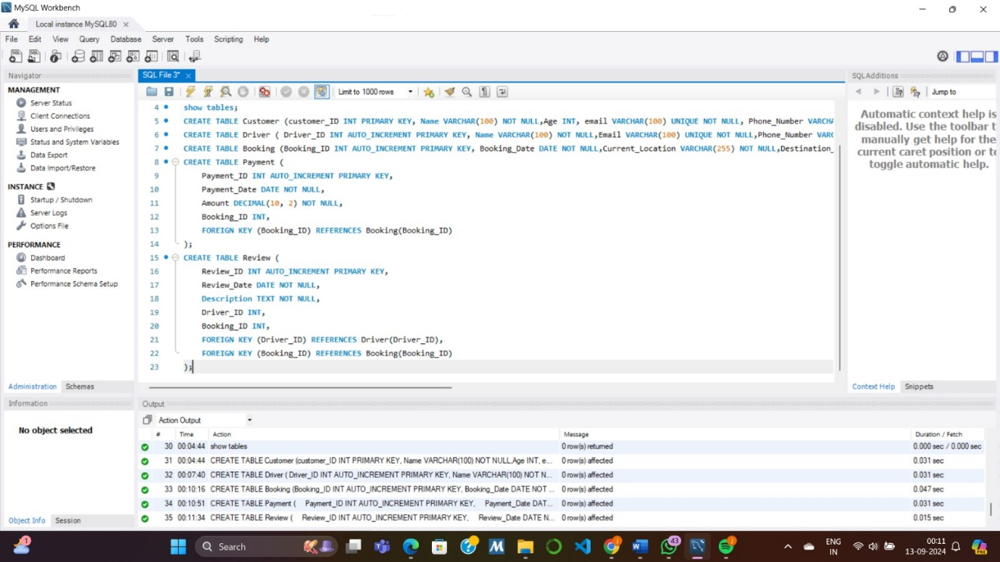 MySQL Workbench
Local instance MySQL80
File Edit View Query Database Server Tools Scripting Help
Navigator
MANAGEMENT
Server Status
Client Connections
Users and Privileges
Status and System Variables
Data Export
Data Import/Restore
INSTANCE
Startup / Shutdown
Server Logs
Options File
PERFORMANCE
Dashboard
Performance Reports
Performance Schema Setup
Administration Schemas
Information
No object selected
Object Info Session
SQL File 3*
Limit to 1000 rows
4 show tables;
5 CREATE TABLE Customer (customer_ID INT PRIMARY KEY, Name VARCHAR(100) NOT NULL,Age INT, email VARCHAR(100) UNIQUE NOT NULL, Phone_Number VARCHA
6 CREATE TABLE Driver ( Driver_ID INT AUTO_INCREMENT PRIMARY KEY, Name VARCHAR(100) NOT NULL,Email VARCHAR(100) UNIQUE NOT NULL,Phone_Number VARC
7 CREATE TABLE Booking (Booking_ID INT AUTO_INCREMENT PRIMARY KEY, Booking_Date DATE NOT NULL,Current_Location VARCHAR(255) NOT NULL,Destination_
8 CREATE TABLE Payment (
9 Payment_ID INT AUTO_INCREMENT PRIMARY KEY,
10 Payment_Date DATE NOT NULL,
11 Amount DECIMAL(10, 2) NOT NULL,
12 Booking_ID INT,
13 FOREIGN KEY (Booking_ID) REFERENCES Booking(Booking_ID)
14 );
15 CREATE TABLE Review (
16 Review_ID INT AUTO_INCREMENT PRIMARY KEY,
17 Review_Date DATE NOT NULL,
18 Description TEXT NOT NULL,
19 Driver_ID INT,
20 Booking_ID INT,
21 FOREIGN KEY (Driver_ID) REFERENCES Driver(Driver_ID),
22 FOREIGN KEY (Booking_ID) REFERENCES Booking(Booking_ID)
23 );
SQLAdditions
Jump to
Automatic context help is
disabled. Use the toolbar t
manually get help for the
current caret position or to
toggle automatic help.
Context Help Snippets
Output
Action Output
# Time Action Message Duration / Fetch
30 00:04:44 show tables 0 row(s) returned 0.000 sec / 0.000 sec
31 00:04:44 CREATE TABLE Customer (customer_ID INT PRIMARY KEY, Name VARCHAR(100) NOT NULL,Age INT, e... 0 row(s) affected 0.031 sec
32 00:07:40 CREATE TABLE Driver ( Driver_ID INT AUTO_INCREMENT PRIMARY KEY, Name VARCHAR(100) NOT N... 0 row(s) affected 0.031 sec
33 00:10:16 CREATE TABLE Booking (Booking_ID INT AUTO_INCREMENT PRIMARY KEY, Booking_Date DATE NOT ... 0 row(s) affected 0.047 sec
34 00:10:51 CREATE TABLE Payment ( Payment_ID INT AUTO_INCREMENT PRIMARY KEY, Payment_Date DAT... 0 row(s) affected 0.031 sec
35 00:11:34 CREATE TABLE Review ( Review_ID INT AUTO_INCREMENT PRIMARY KEY, Review_Date DATE N... 0 row(s) affected 0.015 sec
1
Search
43
ENG
IN
00:11
13-09-2024
PRE